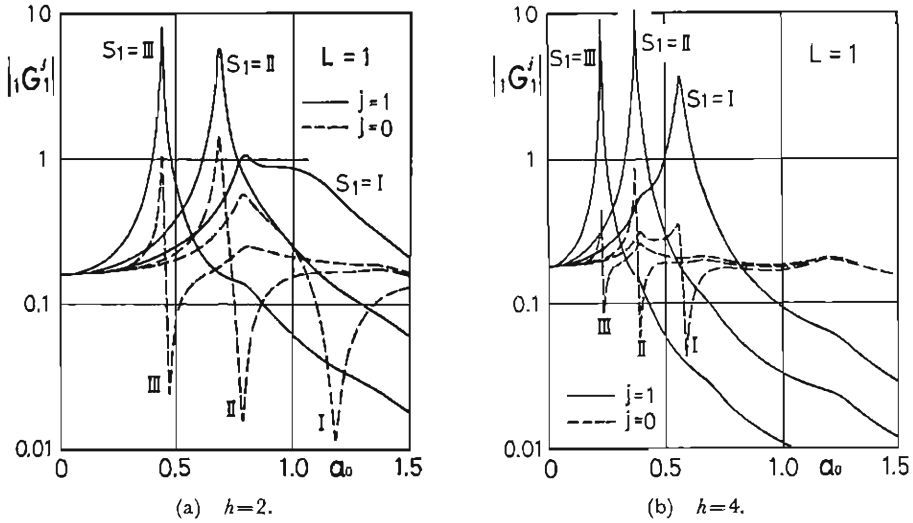 10
S₁=Ⅲ
S₁=Ⅱ
L = 1
|₁G₁ʲ|
j=1
j=0
1
S₁=Ⅰ
0.1
Ⅲ
Ⅱ
Ⅰ
0.01
0
0.5
1.0
a₀
1.5
(a) h=2.
10
S₁=Ⅱ
S₁=Ⅲ
L = 1
|₁G₁ʲ|
S₁=Ⅰ
1
0.1
Ⅲ
Ⅱ
Ⅰ
j=1
j=0
0.01
0
0.5
1.0
a₀
1.5
(b) h=4.